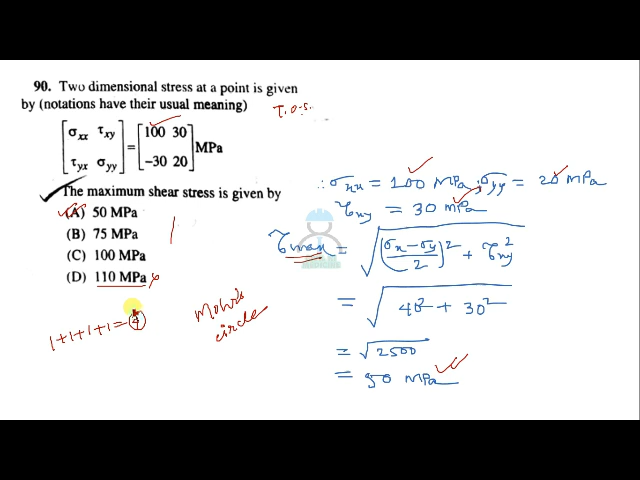 90. Two dimensional stress at a point is given
by (notations have their usual meaning)
T.O.S.
[σxx τxy
τyx σyy] = [100 30
-30 20] MPa
The maximum shear stress is given by
(A) 50 MPa
(B) 75 MPa
(C) 100 MPa
(D) 110 MPa
1+1+1+1=4
Mohr's
circle
∴ σxx = 100 MPa, σyy = 20 MPa
τxy = 30 MPa
τmax = √((σx-σy)/2)² + τxy²
= √40² + 30²
= √2500
= 50 MPa